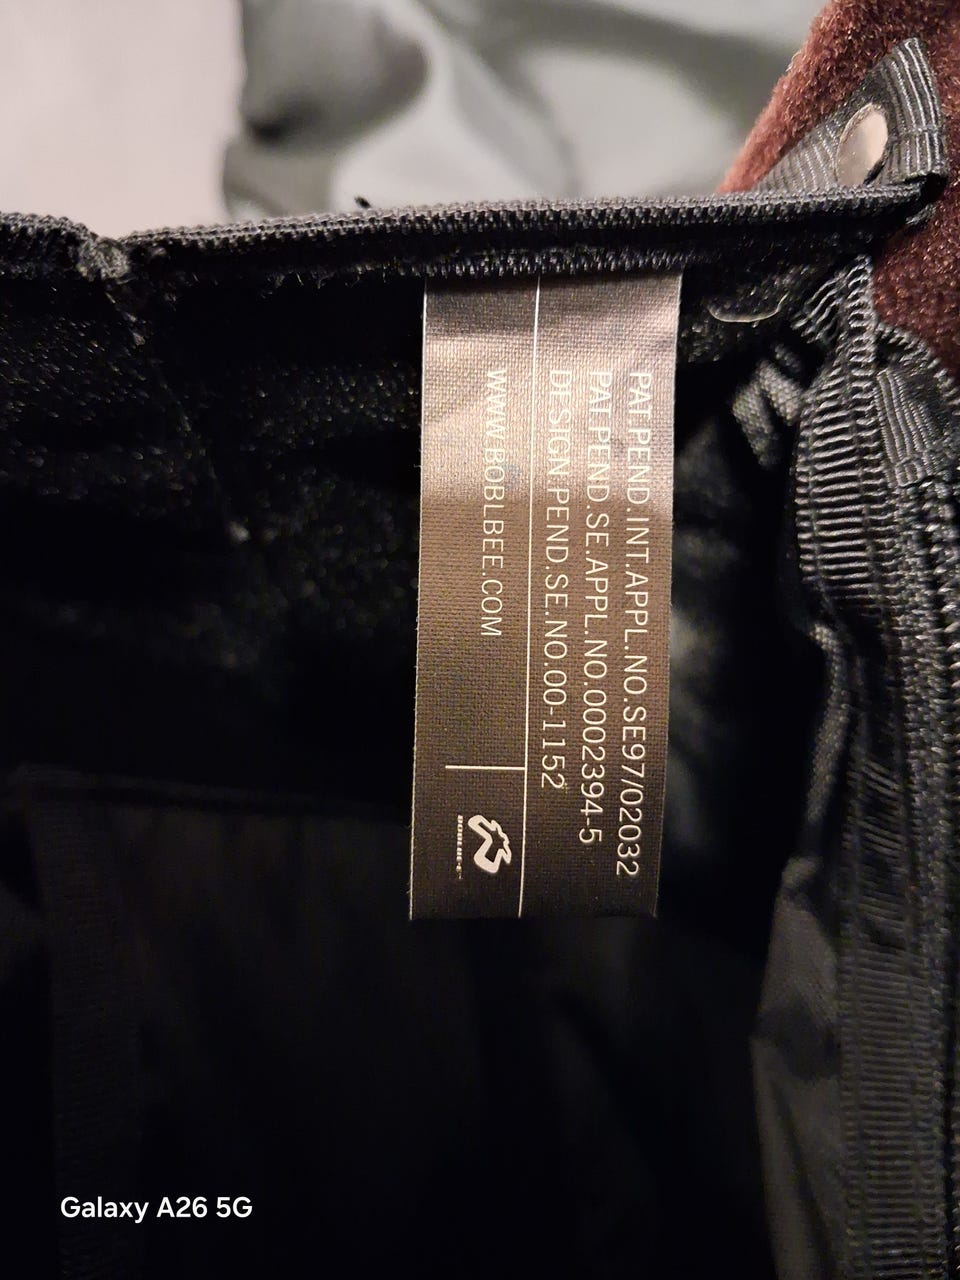 PAT.PEND.INT.APPL.NO.SE97/02032
PAT.PEND.SE.APPL.NO.0002394-5
DESIGN.PEND.SE.NO.00-1152
WWW.BOBLBEE.COM
BOBLBE-E
Galaxy A26 5G